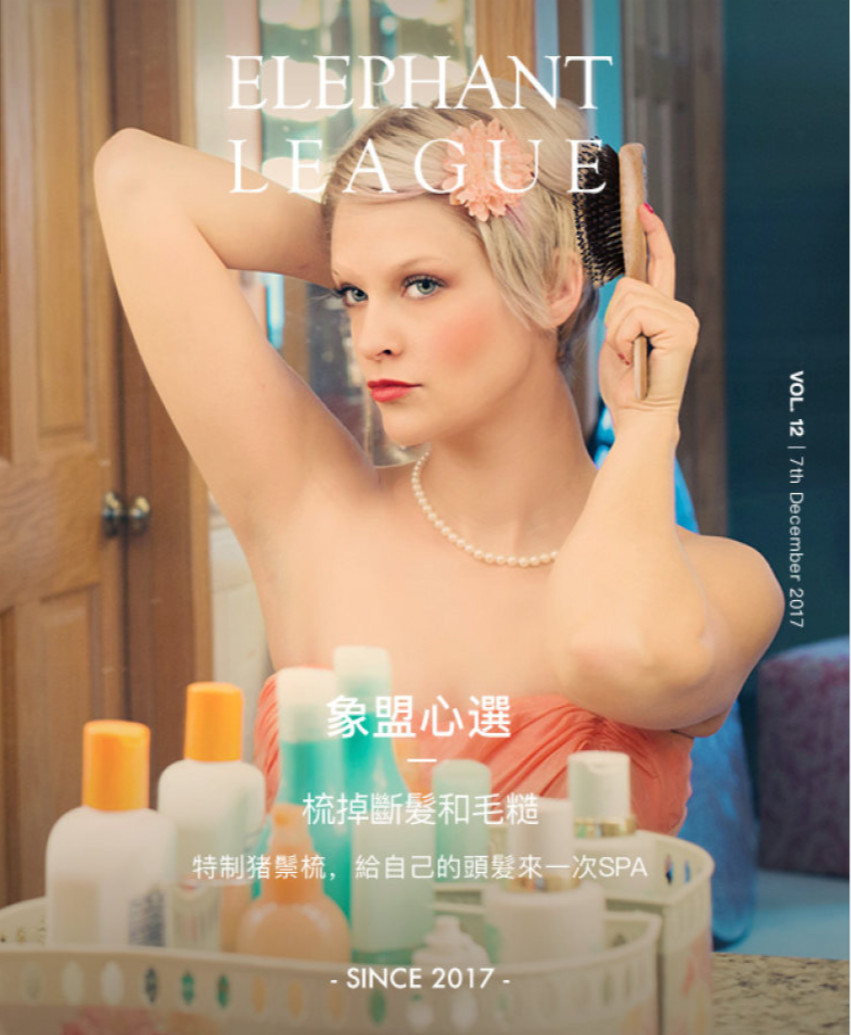 ELEPHANT
LEAGUE
VOL. 12 | 7th December 2017
象盟心選
梳掉斷髮和毛糙
特制猪鬃梳，給自己的頭髮來一次SPA
- SINCE 2017 -